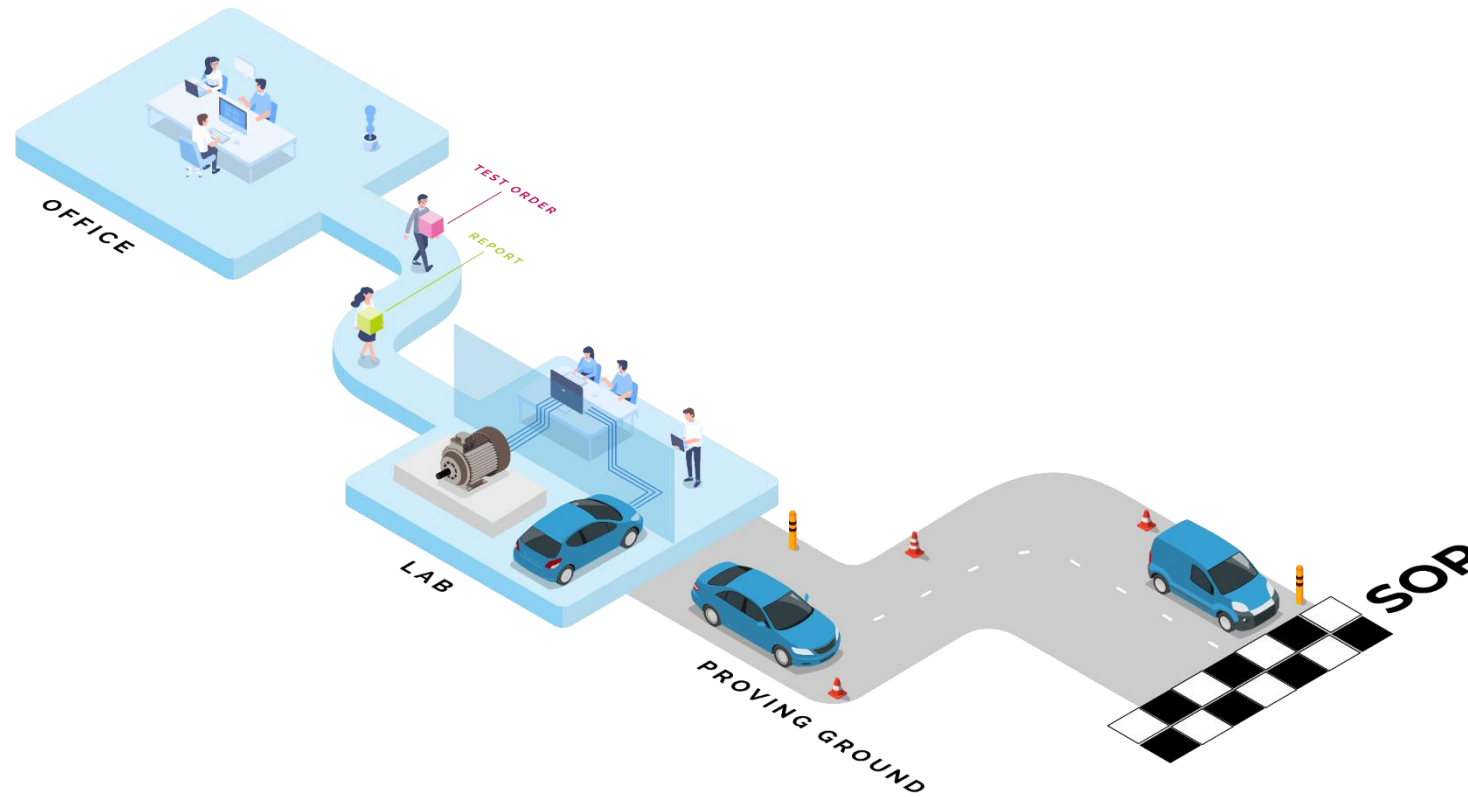 OFFICE
TEST ORDER
REPORT
LAB
PROVING GROUND
SOP